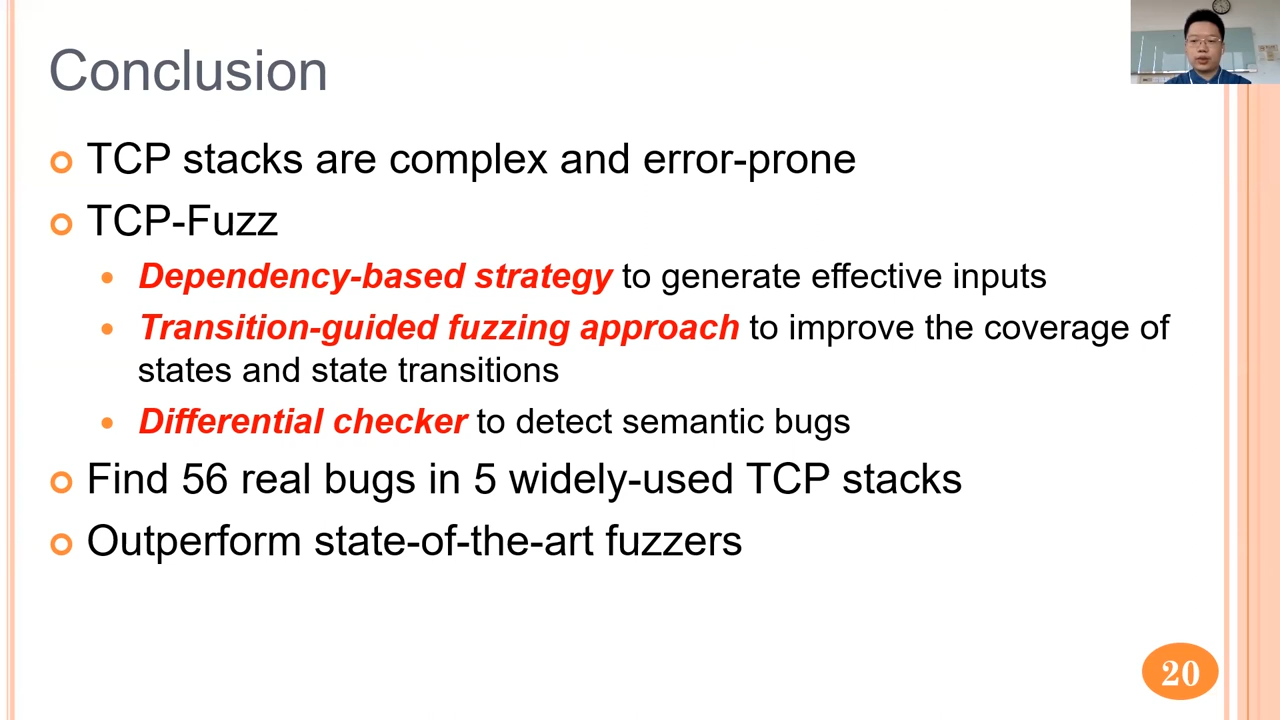 Conclusion
TCP stacks are complex and error-prone
TCP-Fuzz
Dependency-based strategy to generate effective inputs
Transition-guided fuzzing approach to improve the coverage of
states and state transitions
Differential checker to detect semantic bugs
Find 56 real bugs in 5 widely-used TCP stacks
Outperform state-of-the-art fuzzers
20